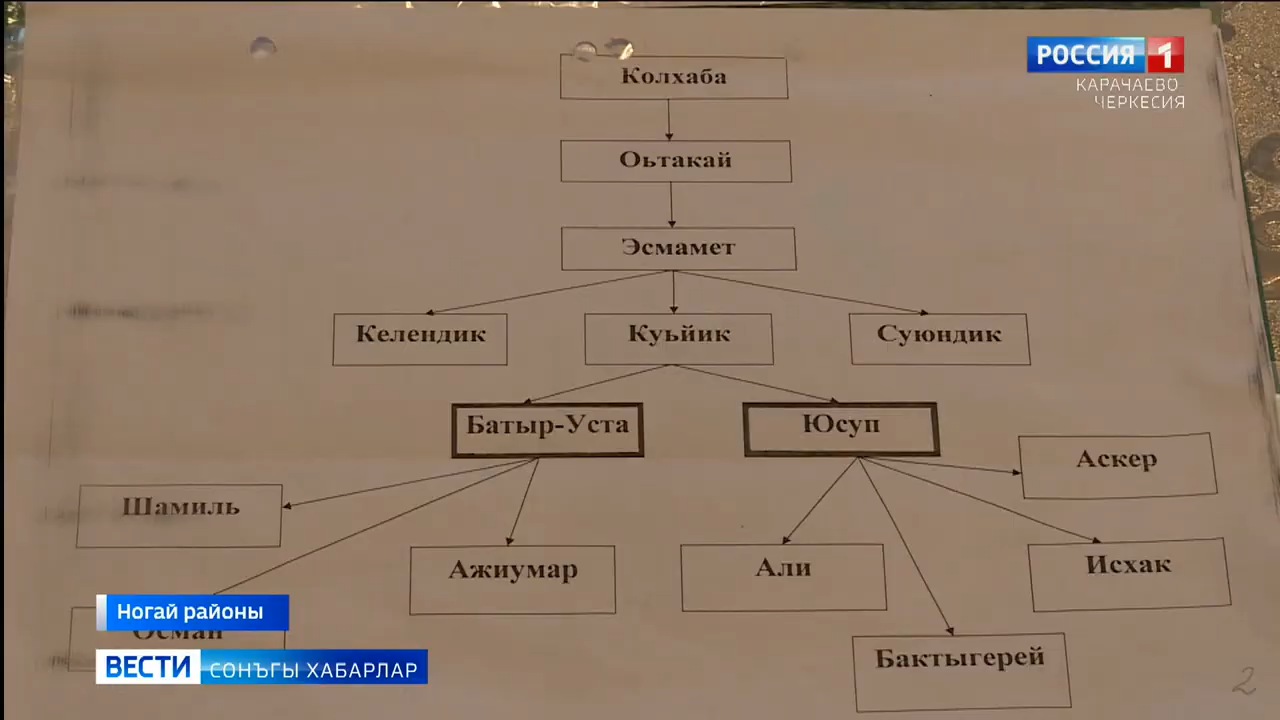 Колхаба
РОССИЯ 1
КАРАЧАЕВО
ЧЕРКЕСИЯ
Оьтакай
Эсмамет
Келендик
Куьйик
Суюндик
Батыр-Уста
Юсуп
Аскер
Шамиль
Ажиумар
Али
Исхак
Ногай районы
Осман
Бактыгерей
ВЕСТИ СОНЪГЫ ХАБАРЛАР
2